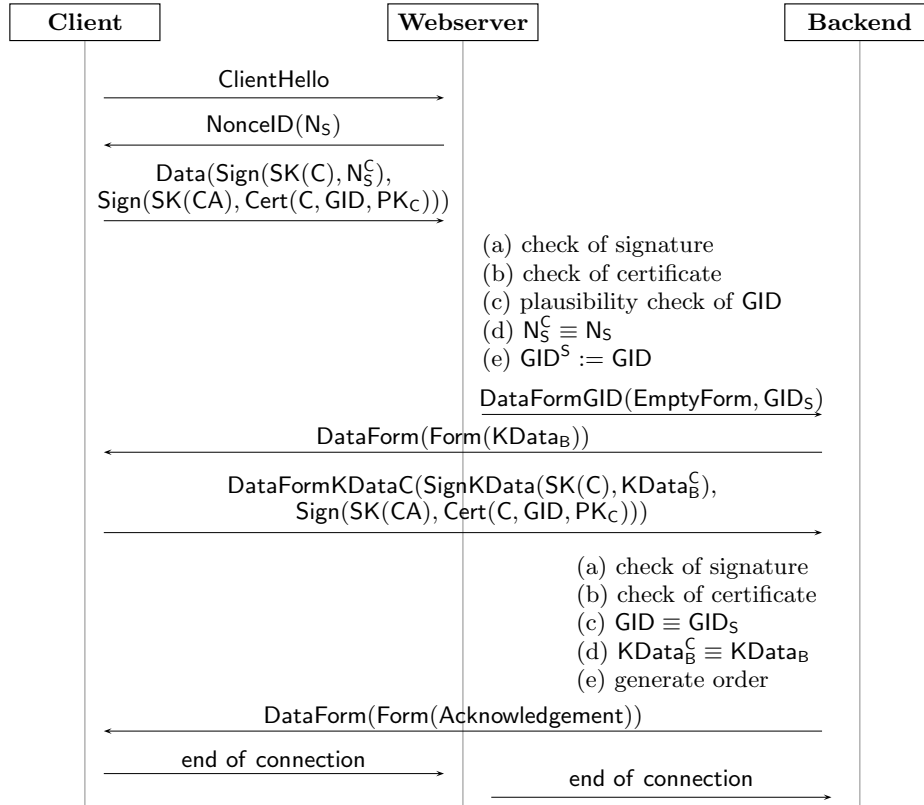 Client Webserver Backend
ClientHello
NonceID(N_S)
Data(Sign(SK(C), N_S^C),
Sign(SK(CA), Cert(C, GID, PK_C)))
(a) check of signature
(b) check of certificate
(c) plausibility check of GID
(d) N_S^C ≡ N_S
(e) GID^S := GID
DataFormGID(EmptyForm, GID_S)
DataForm(Form(KData_B))
DataFormKDataC(SignKData(SK(C), KData_B^C),
Sign(SK(CA), Cert(C, GID, PK_C)))
(a) check of signature
(b) check of certificate
(c) GID ≡ GID_S
(d) KData_B^C ≡ KData_B
(e) generate order
DataForm(Form(Acknowledgement))
end of connection
end of connection